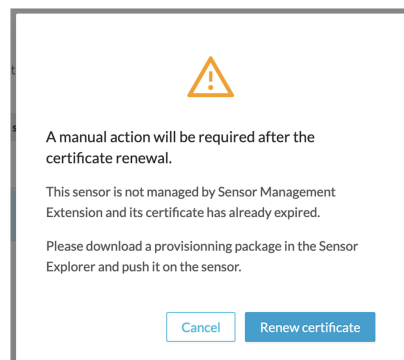 A manual action will be required after the
certificate renewal.
This sensor is not managed by Sensor Management
Extension and its certificate has already expired.
Please download a provisionning package in the Sensor
Explorer and push it on the sensor.
Cancel Renew certificate